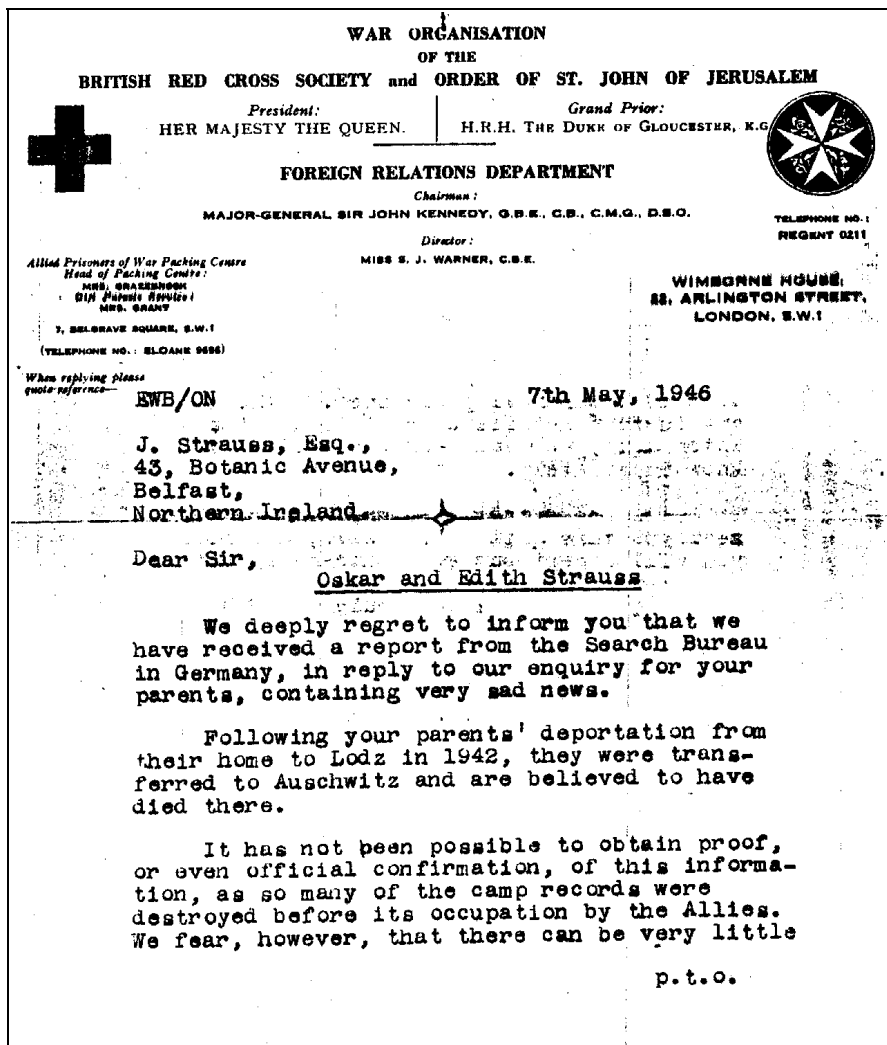 WAR ORGANISATION
OF THE
BRITISH RED CROSS SOCIETY and ORDER OF ST. JOHN OF JERUSALEM
President:
HER MAJESTY THE QUEEN.
Grand Prior:
H.R.H. THE DUKE OF GLOUCESTER, K.G
FOREIGN RELATIONS DEPARTMENT
Chairman:
MAJOR-GENERAL SIR JOHN KENNEDY, G.B.E., C.B., C.M.G., D.S.O.
Director:
MISS S. J. WARNER, C.B.E.
TELEPHONE NO.:
REGENT 0211
Allied Prisoners of War Packing Centre
Head of Packing Centre:
MRS. BRAZEBROOK
Gift Parcels Service:
MRS. GRANT
7, BELGRAVE SQUARE, S.W.1
(TELEPHONE NO.: SLOANE 9696)
WIMBORNE HOUSE,
ARLINGTON STREET,
LONDON, S.W.1
When replying please
quote reference—
EWB/ON
7th May, 1946
J. Strauss, Esq.,
43, Botanic Avenue,
Belfast,
Northern Ireland
Dear Sir,
Oskar and Edith Strauss
We deeply regret to inform you that we
have received a report from the Search Bureau
in Germany, in reply to our enquiry for your
parents, containing very sad news.
Following your parents' deportation from
their home to Lodz in 1942, they were trans-
ferred to Auschwitz and are believed to have
died there.
It has not been possible to obtain proof,
or even official confirmation, of this informa-
tion, as so many of the camp records were
destroyed before its occupation by the Allies.
We fear, however, that there can be very little
p.t.o.